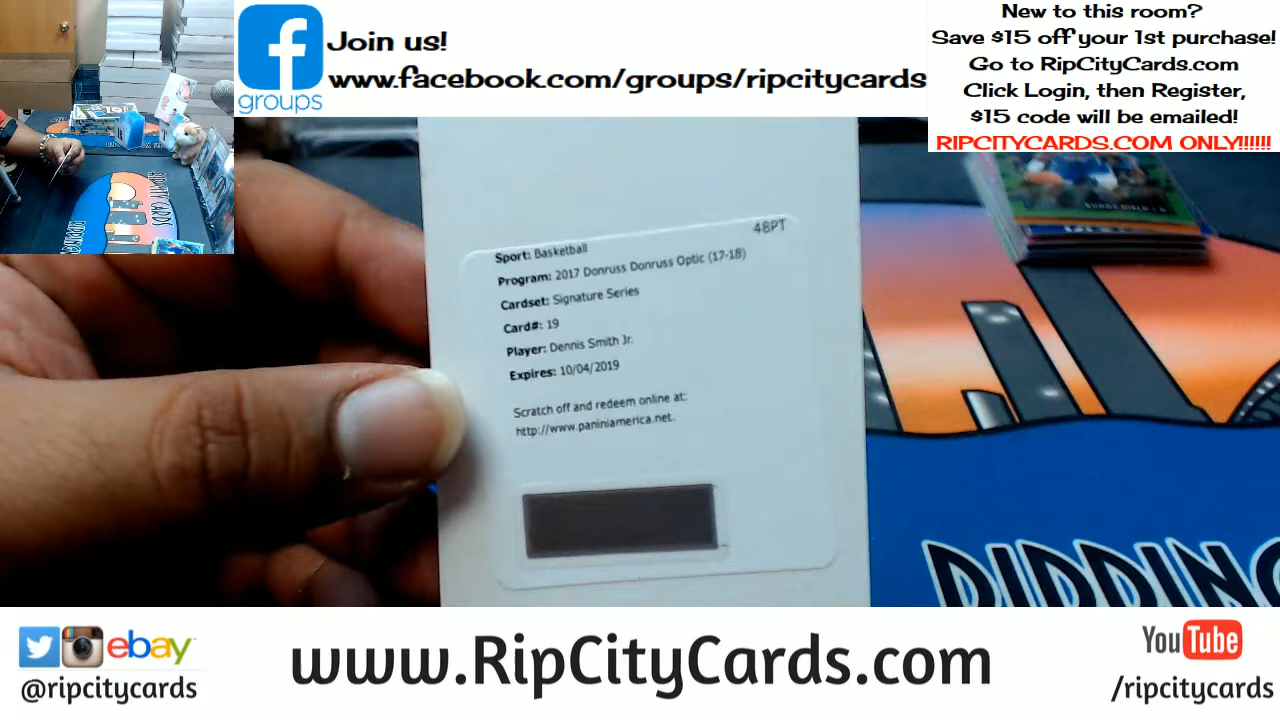 groups
Join us!
www.facebook.com/groups/ripcitycards
New to this room?
Save $15 off your 1st purchase!
Go to RipCityCards.com
Click Login, then Register,
$15 code will be emailed!
RIPCITYCARDS.COM ONLY!!!!!!
48PT
Sport: Basketball
Program: 2017 Donruss Donruss Optic (17-18)
Cardset: Signature Series
Card#: 19
Player: Dennis Smith Jr.
Expires: 10/04/2019
Scratch off and redeem online at:
http://www.paniniamerica.net.
RIPPING
ebay
@ripcitycards
www.RipCityCards.com
YouTube
/ripcitycards